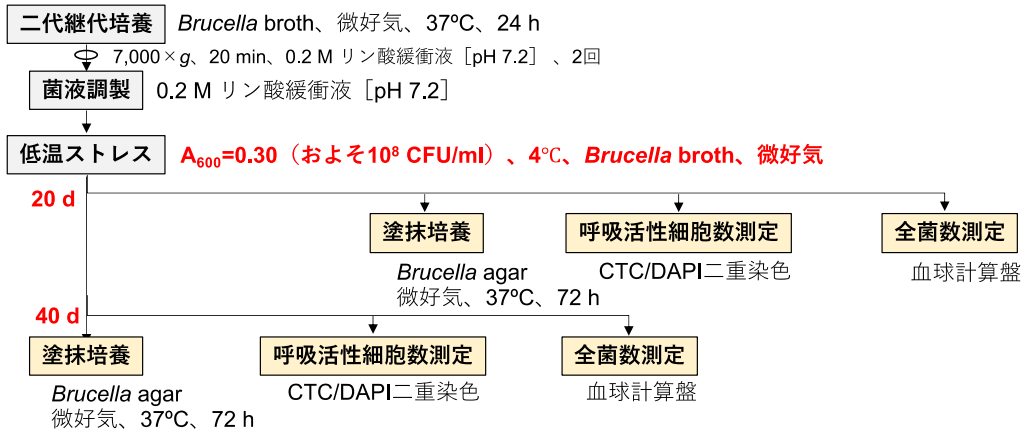 二代継代培養 Brucella broth、微好気、37ºC、24 h
7,000×g、20 min、0.2 M リン酸緩衝液［pH 7.2］、2回
菌液調製 0.2 M リン酸緩衝液［pH 7.2］
低温ストレス A₆₀₀=0.30（およそ10⁸ CFU/ml）、4℃、Brucella broth、微好気
20 d
塗抹培養 呼吸活性細胞数測定 全菌数測定
Brucella agar CTC/DAPI二重染色 血球計算盤
微好気、37ºC、72 h
40 d
塗抹培養 呼吸活性細胞数測定 全菌数測定
Brucella agar CTC/DAPI二重染色 血球計算盤
微好気、37ºC、72 h